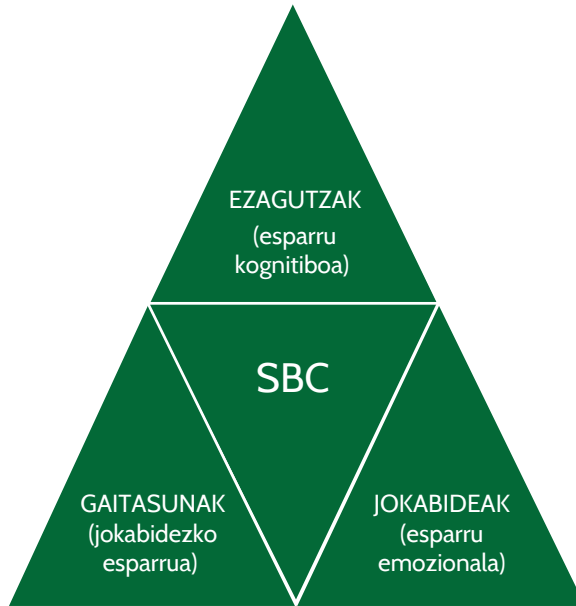 EZAGUTZAK
(esparru
kognitiboa)
SBC
GAITASUNAK
(jokabidezko
esparrua)
JOKABIDEAK
(esparru
emozionala)